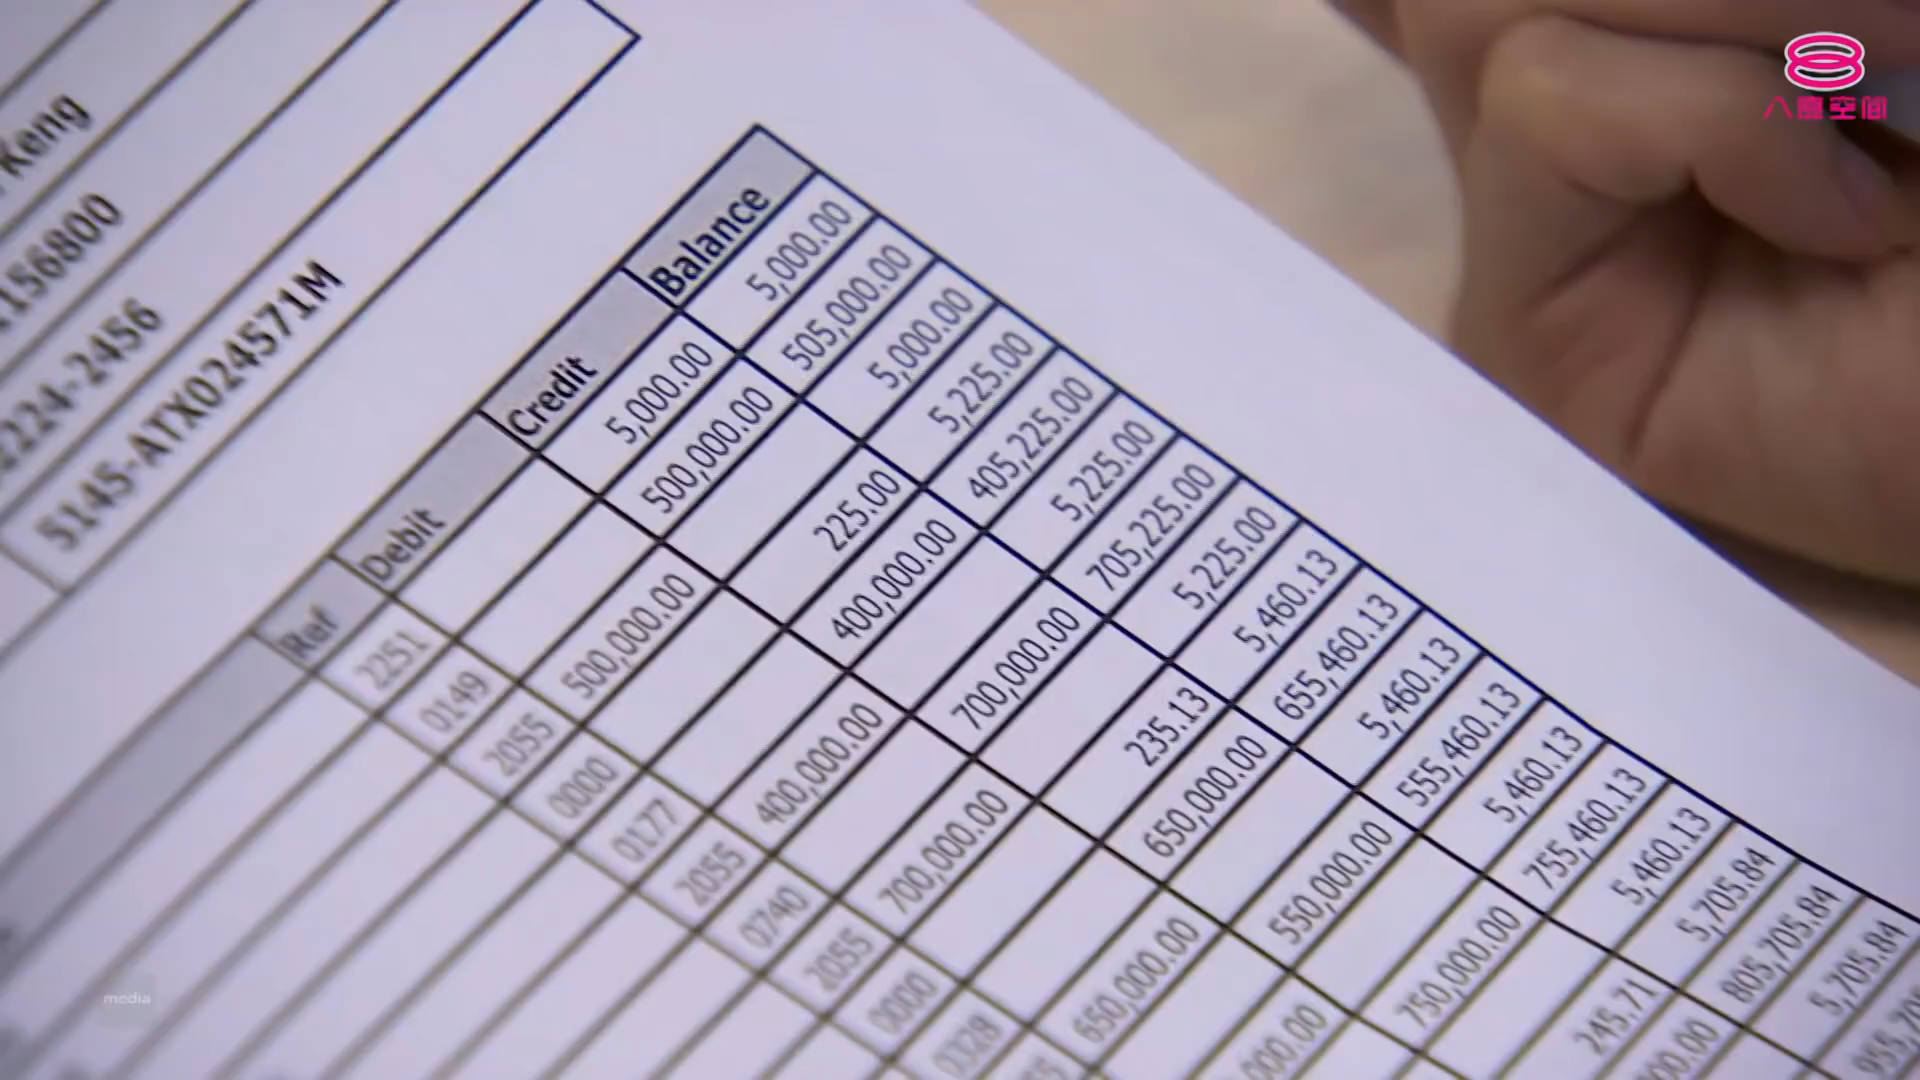 八度空间
Keng
156800
224-2456
5145-ATX024571M
Ref Debit Credit Balance
2251 5,000.00 5,000.00
0149 500,000.00 505,000.00
2055 500,000.00 5,000.00
0000 225.00 5,225.00
0177 400,000.00 405,225.00
2055 400,000.00 5,225.00
0740 700,000.00 705,225.00
2055 700,000.00 5,225.00
0000 235.13 5,460.13
0328 650,000.00 655,460.13
650,000.00 5,460.13
550,000.00 555,460.13
000.00 5,460.13
750,000.00 755,460.13
5,460.13
245.71 5,705.84
00.00 805,705.84
5,705.84
media